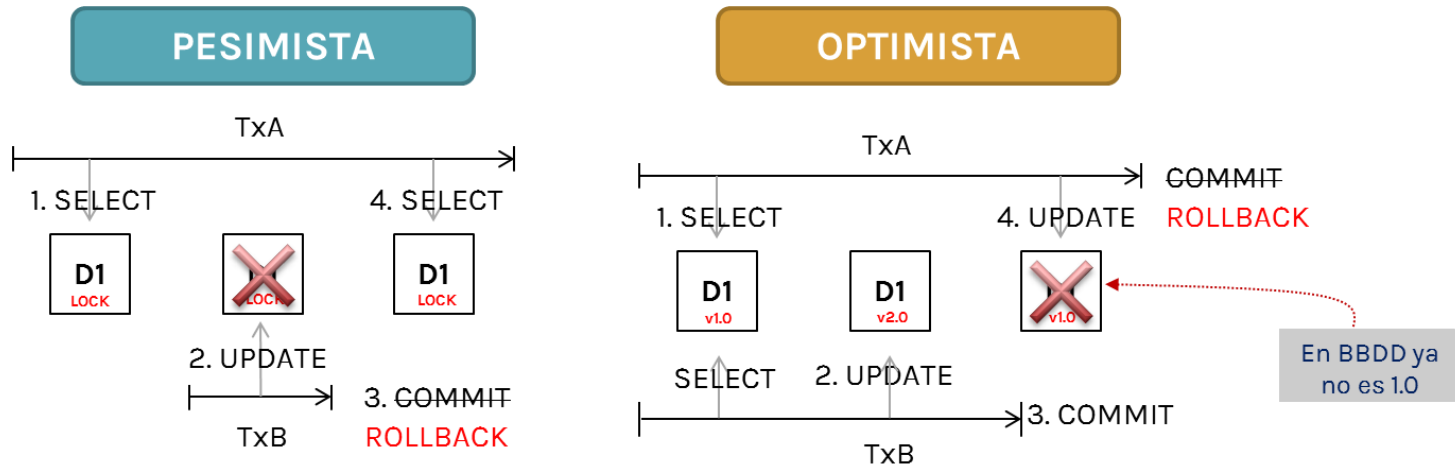 PESIMISTA
TxA
1. SELECT
4. SELECT
D1
LOCK
LOCK
D1
LOCK
2. UPDATE
3. COMMIT
TxB
ROLLBACK
OPTIMISTA
TxA
COMMIT
1. SELECT
4. UPDATE
ROLLBACK
D1
v1.0
D1
v2.0
v1.0
En BBDD ya
no es 1.0
SELECT
2. UPDATE
3. COMMIT
TxB